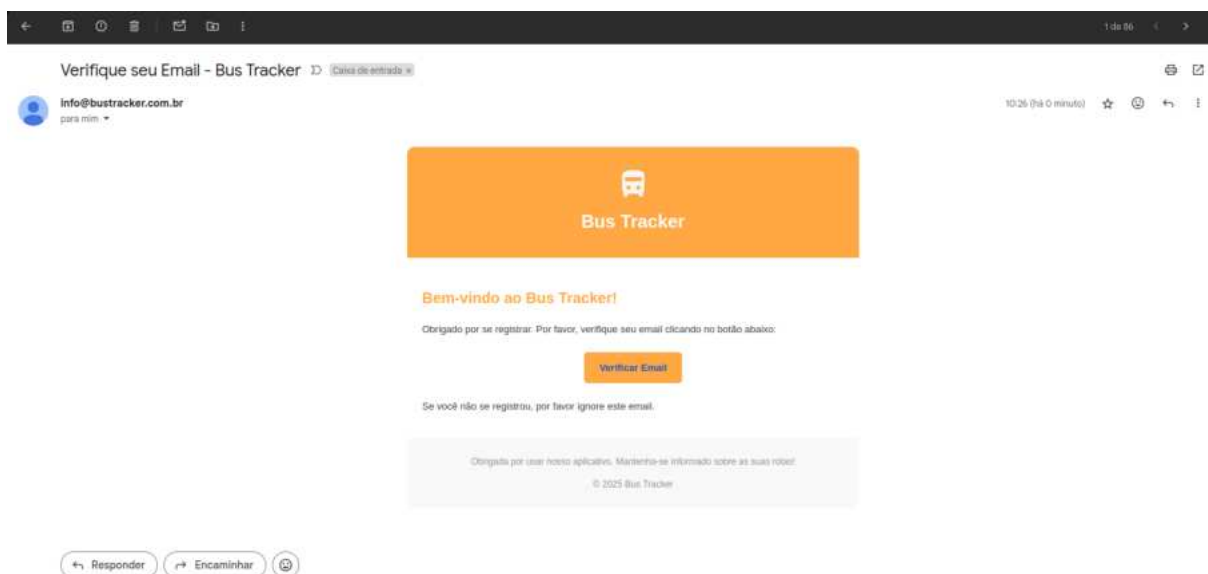 1 de 86
Verifique seu Email - Bus Tracker Caixa de entrada x
info@bustracker.com.br
10:26 (há 0 minuto)
para mim
Bus Tracker
Bem-vindo ao Bus Tracker!
Obrigado por se registrar. Por favor, verifique seu email clicando no botão abaixo:
Verificar Email
Se você não se registrou, por favor ignore este email.
Obrigada por usar nosso aplicativo. Mantenha-se informado sobre as suas rotas!
© 2025 Bus Tracker
Responder Encaminhar